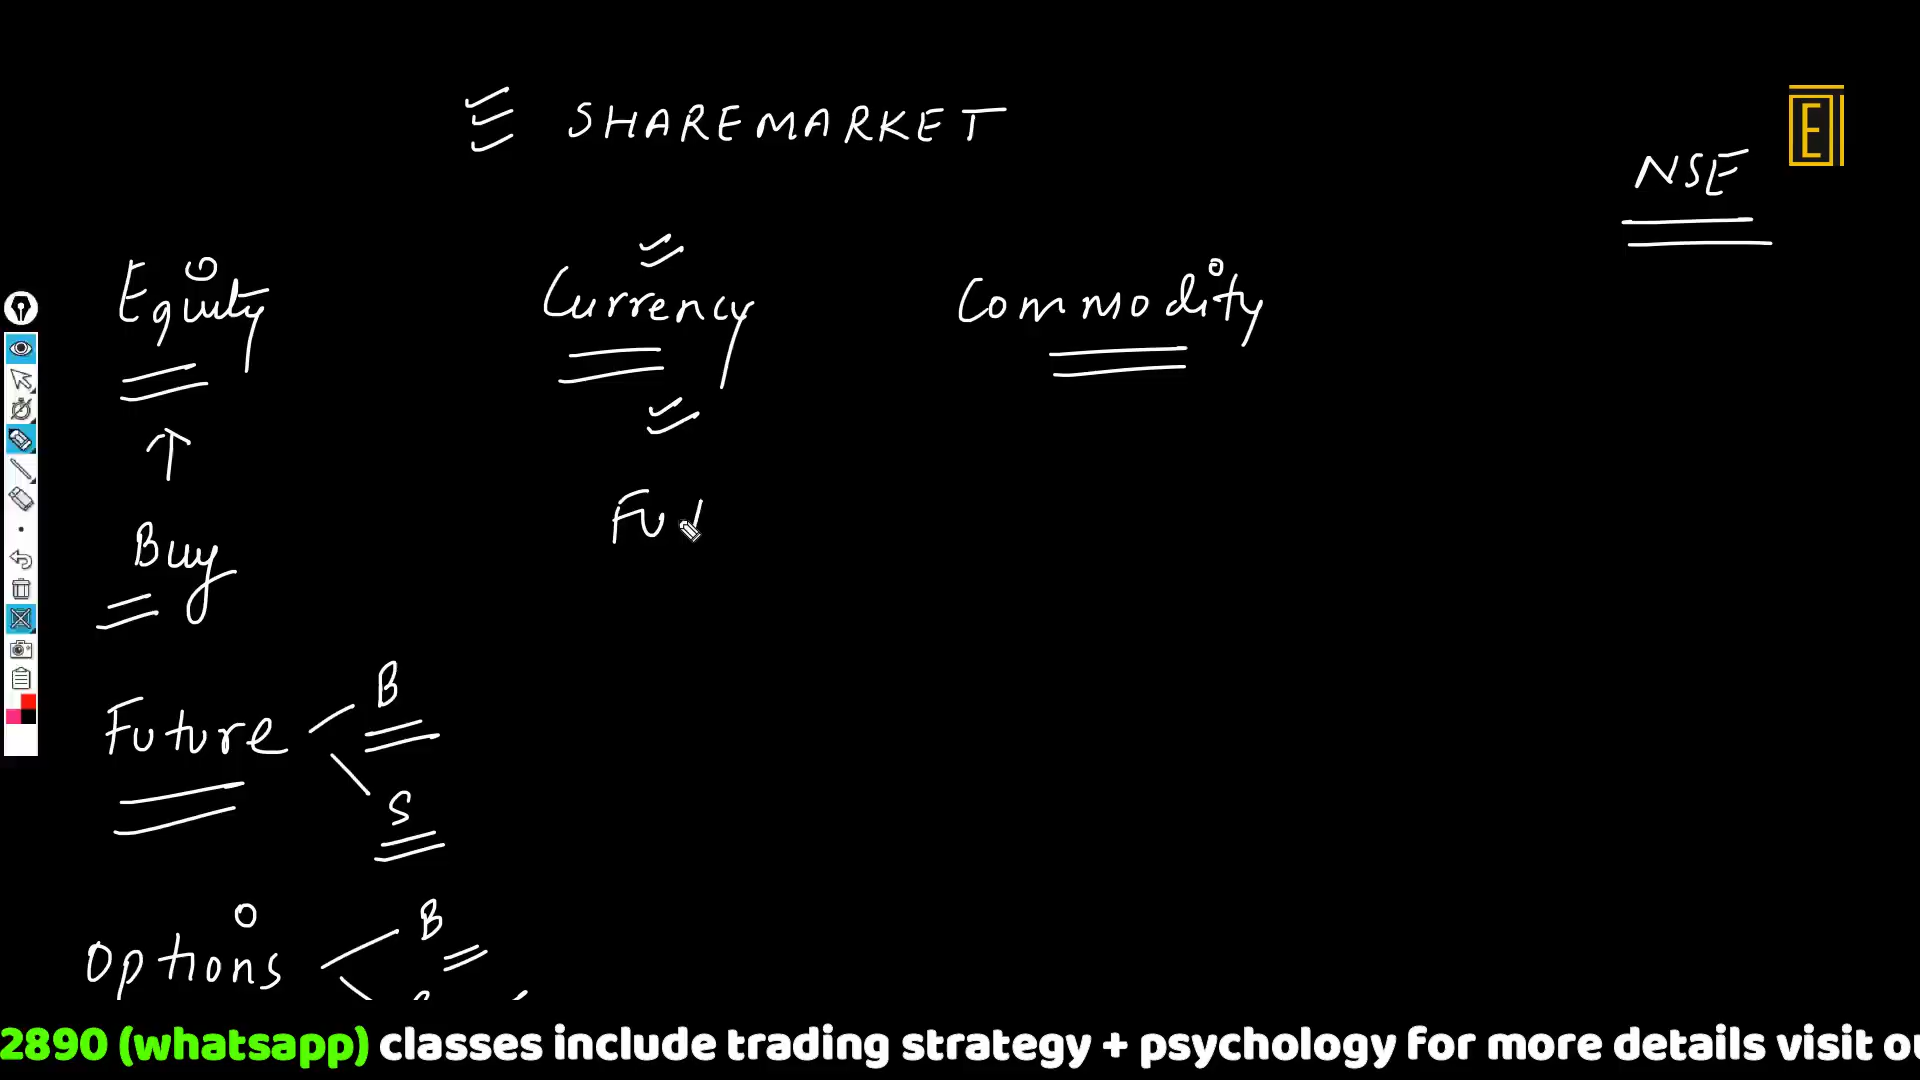 SHAREMARKET
NSE
E
Equity Currency Commodity
Buy
Fu
Future
B
S
Options
B
2890 (whatsapp) classes include trading strategy + psychology for more details visit ou